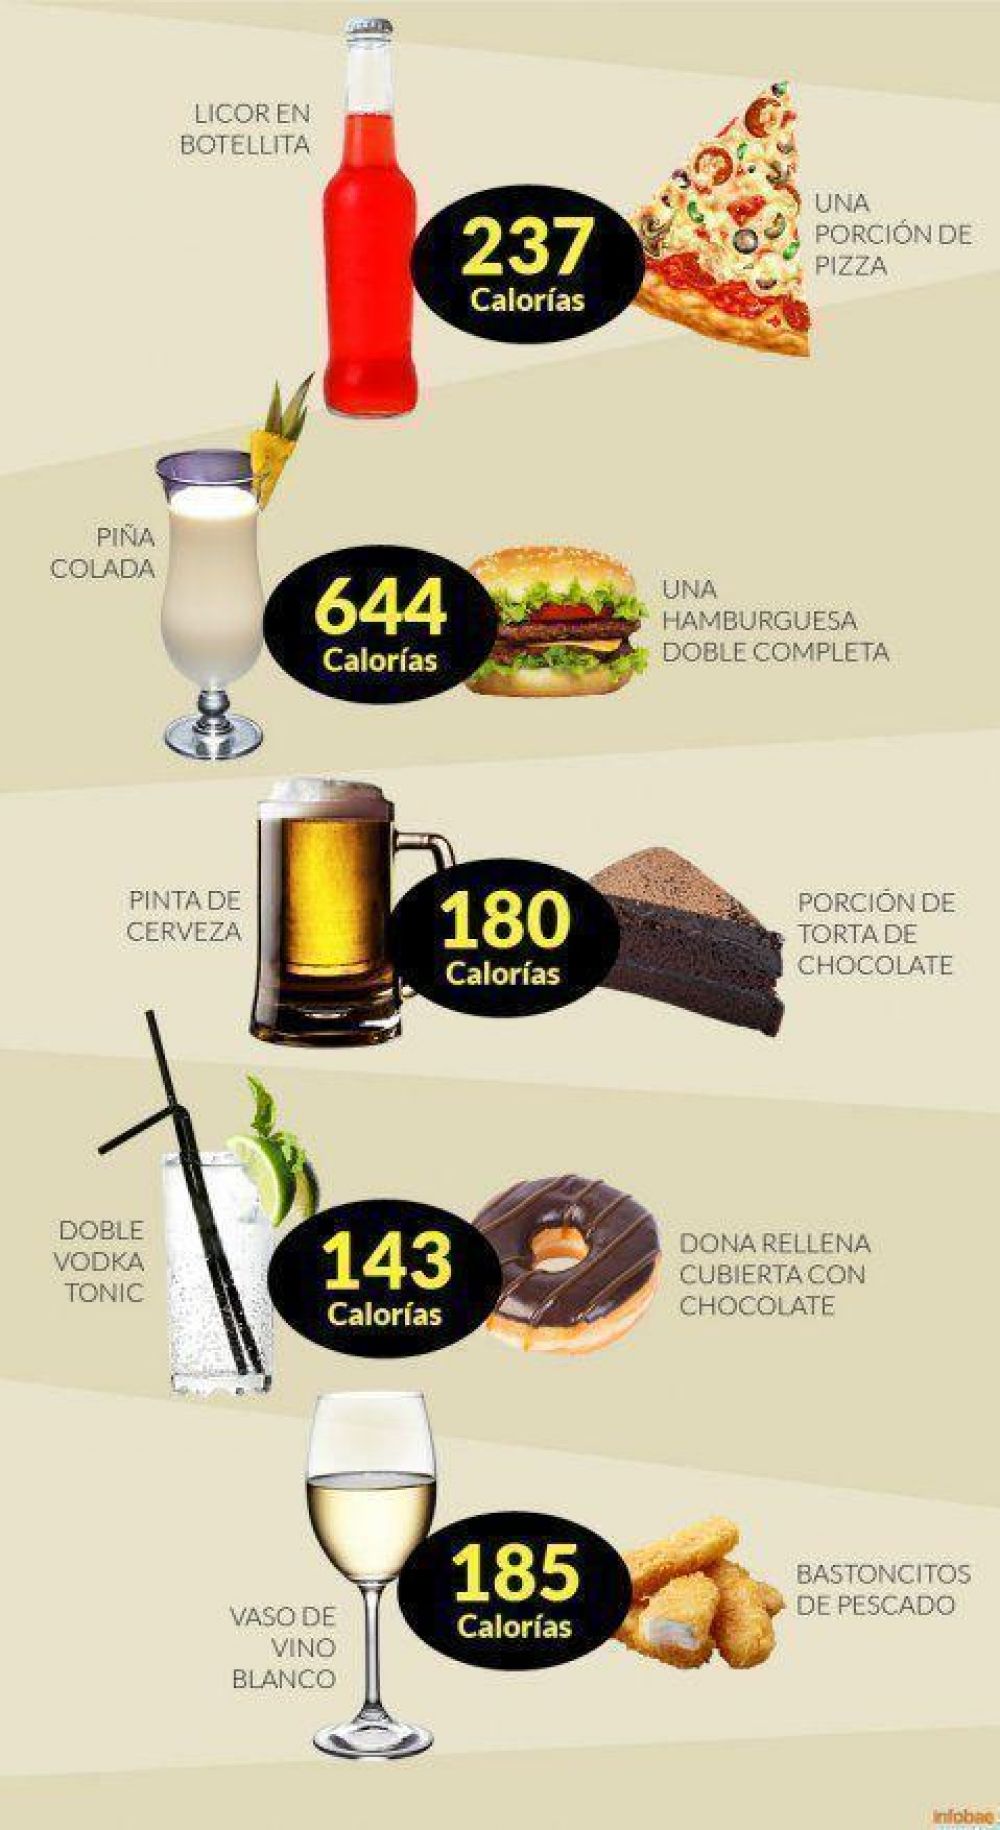 LICOR EN
BOTELLITA
237
Calorías
UNA
PORCIÓN DE
PIZZA
PIÑA
COLADA
644
Calorías
UNA
HAMBURGUESA
DOBLE COMPLETA
PINTA DE
CERVEZA
180
Calorías
PORCIÓN DE
TORTA DE
CHOCOLATE
DOBLE
VODKA
TONIC
143
Calorías
DONA RELLENA
CUBIERTA CON
CHOCOLATE
VASO DE
VINO
BLANCO
185
Calorías
BASTONCITOS
DE PESCADO
infobae